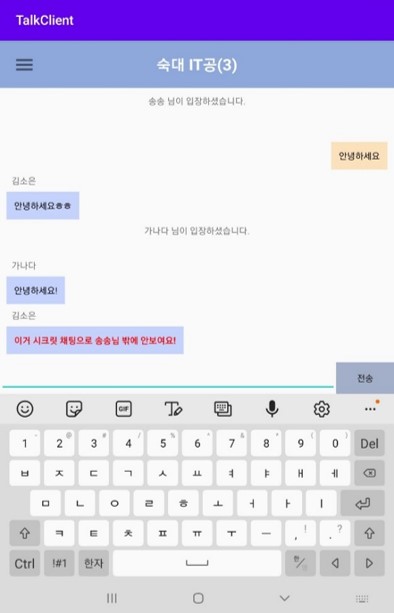 TalkClient
숙대 IT공(3)
송송 님이 입장하셨습니다.
안녕하세요
김소은
안녕하세요ㅎㅎ
가나다 님이 입장하셨습니다.
가나다
안녕하세요!
김소은
이거 시크릿 채팅으로 송송님 밖에 안보여요!
전송
GIF
1 2 3 4 5 6 7 8 9 0 Del
ㅂ ㅈ ㄷ ㄱ ㅅ ㅛ ㅕ ㅑ ㅐ ㅔ
ㅁ ㄴ ㅇ ㄹ ㅎ ㅗ ㅓ ㅏ ㅣ
ㅋ ㅌ ㅊ ㅍ ㅠ ㅜ ㅡ , ! . ?
Ctrl !#1 한자 한/